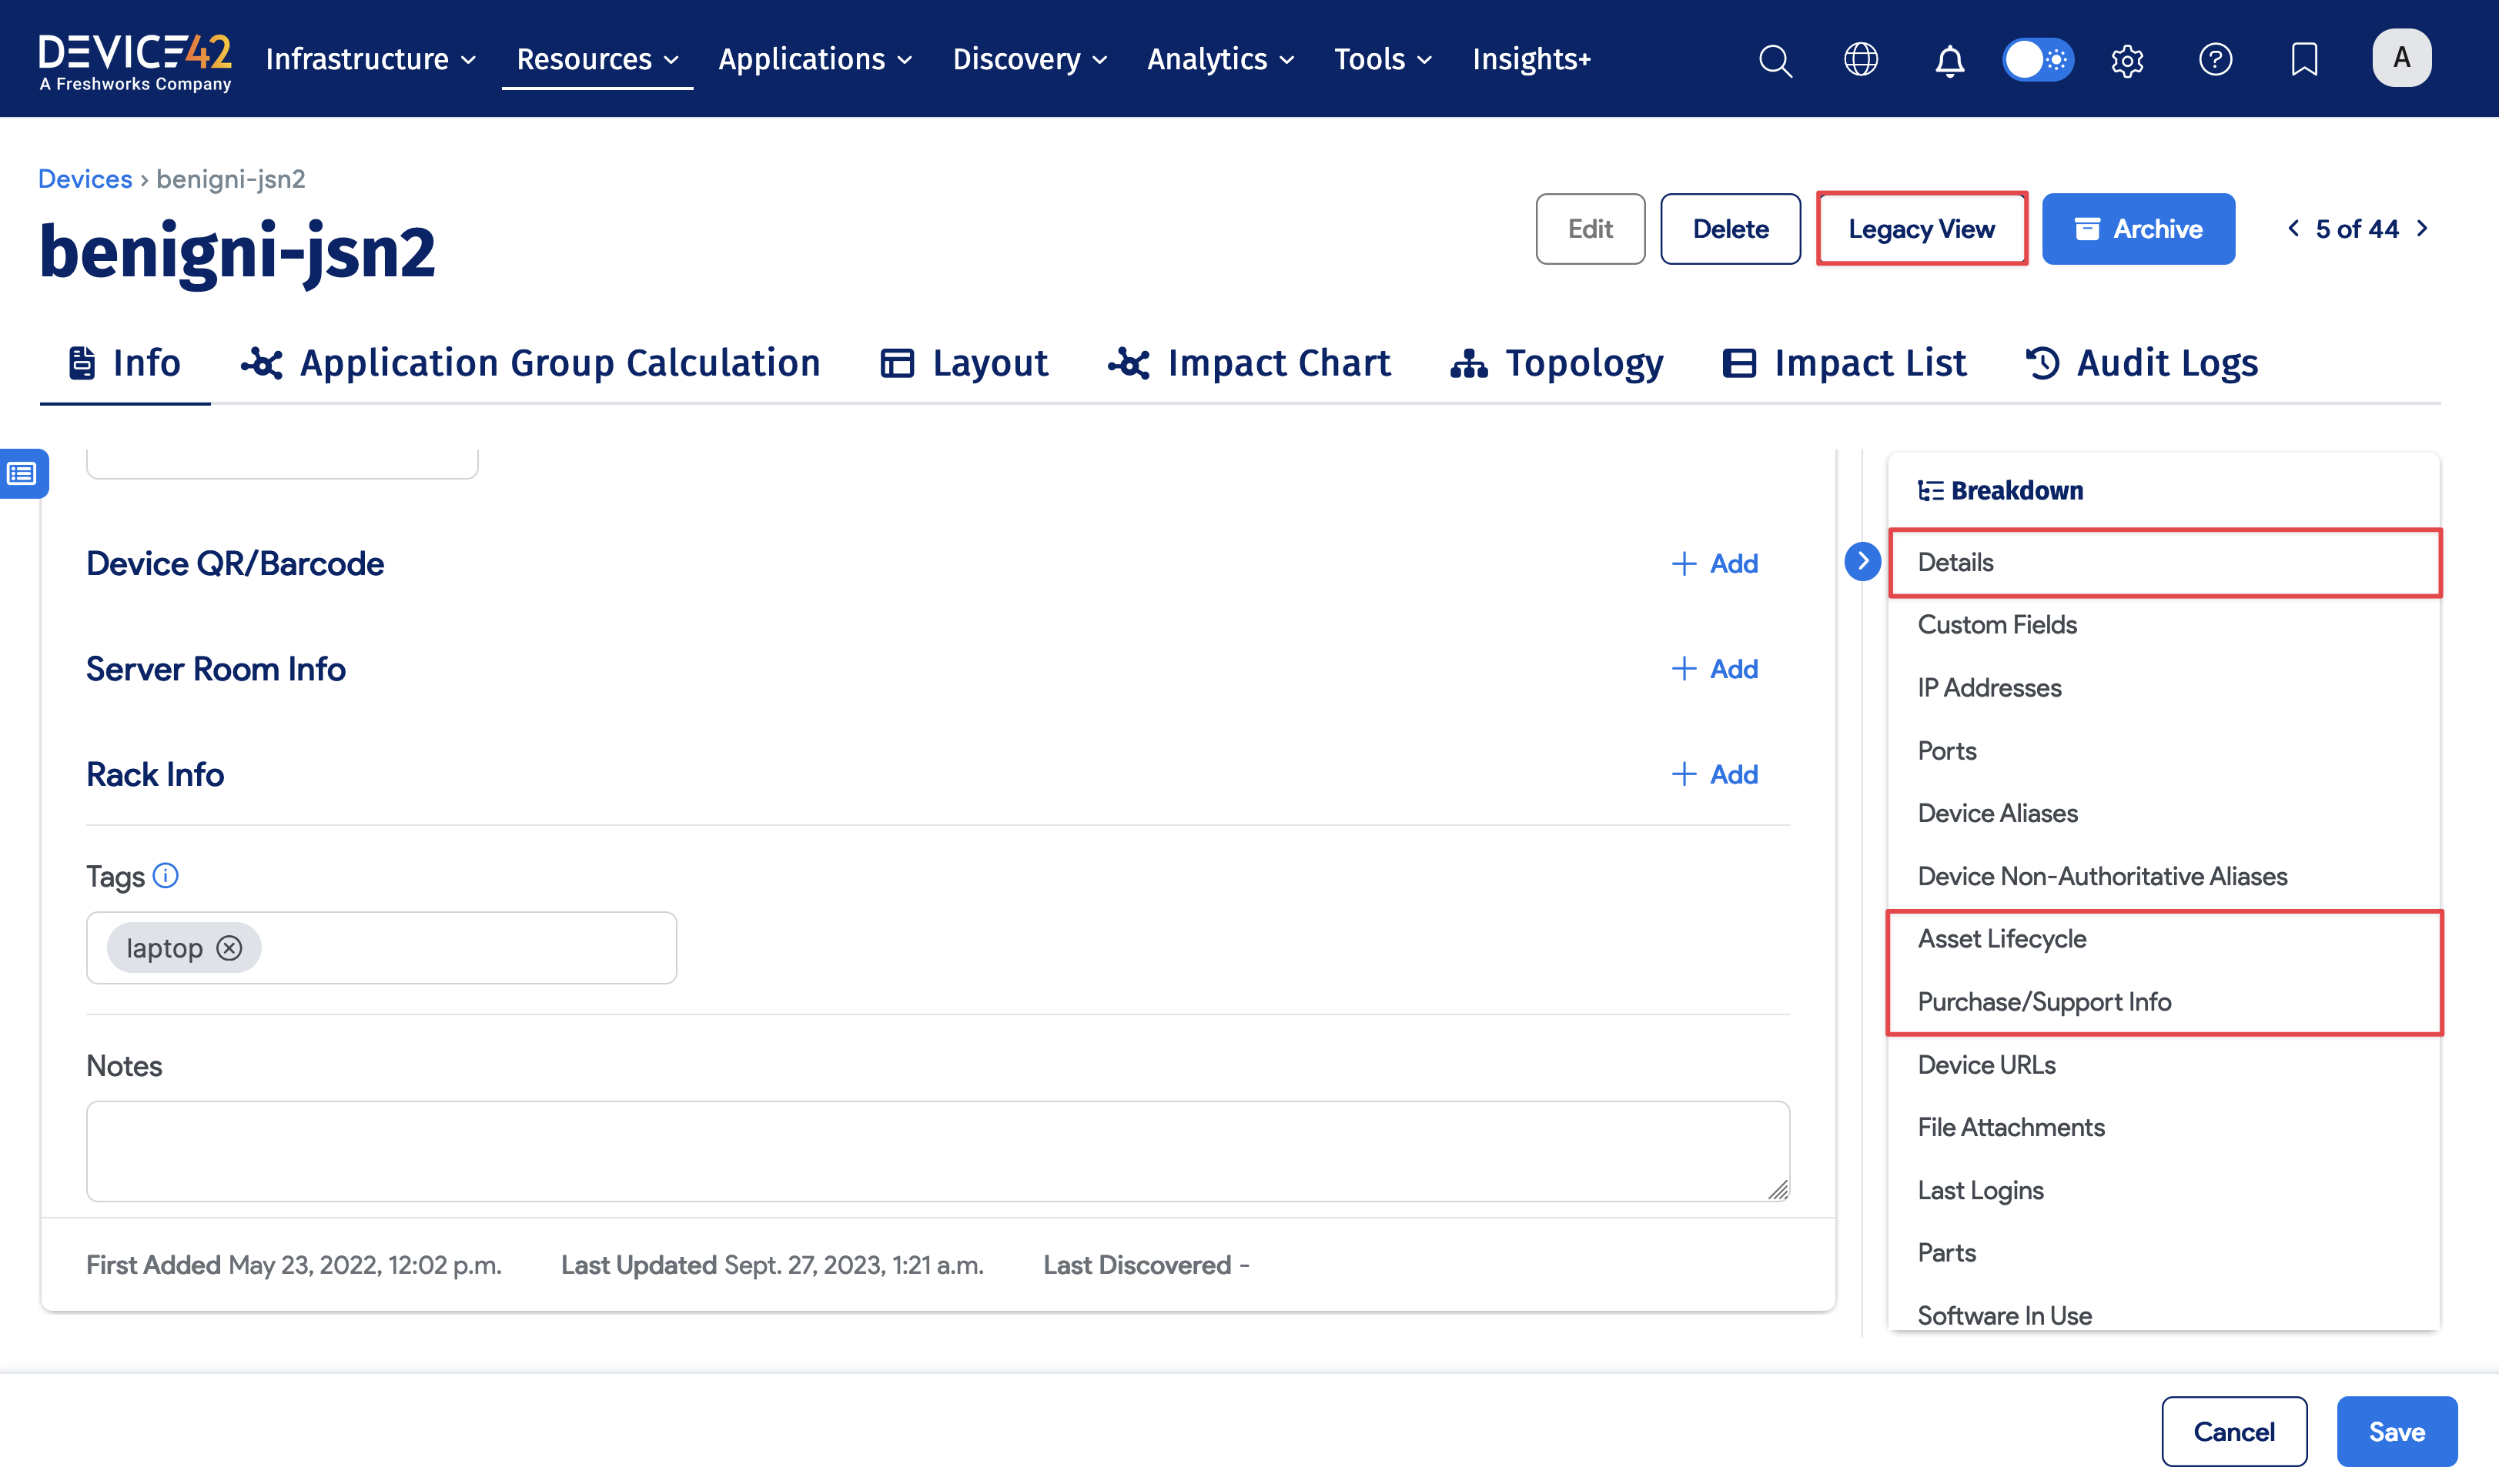 DEVICE42
A Freshworks Company
Infrastructure Resources Applications Discovery Analytics Tools Insights+ A
Devices › benigni-jsn2
benigni-jsn2
Edit Delete Legacy View Archive 5 of 44
Info Application Group Calculation Layout Impact Chart Topology Impact List Audit Logs
Device QR/Barcode + Add
Server Room Info + Add
Rack Info + Add
Tags
laptop
Notes
First Added May 23, 2022, 12:02 p.m. Last Updated Sept. 27, 2023, 1:21 a.m. Last Discovered -
Breakdown
Details
Custom Fields
IP Addresses
Ports
Device Aliases
Device Non-Authoritative Aliases
Asset Lifecycle
Purchase/Support Info
Device URLs
File Attachments
Last Logins
Parts
Software In Use
Cancel Save